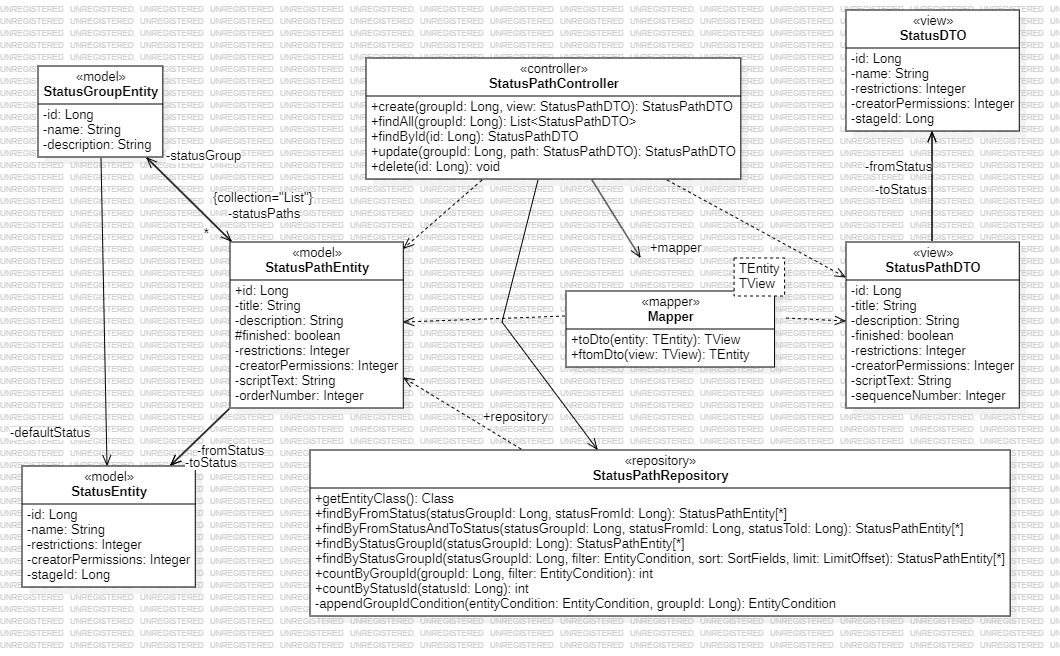 UNREGISTERED
«view»
StatusDTO
-id: Long
-name: String
-restrictions: Integer
-creatorPermissions: Integer
-stageId: Long
«model»
StatusGroupEntity
-id: Long
-name: String
-description: String
«controller»
StatusPathController
+create(groupId: Long, view: StatusPathDTO): StatusPathDTO
+findAll(groupId: Long): List<StatusPathDTO>
+findById(id: Long): StatusPathDTO
+update(groupId: Long, path: StatusPathDTO): StatusPathDTO
+delete(id: Long): void
-statusGroup
{collection="List"}
-statusPaths
*
-fromStatus
-toStatus
«model»
StatusPathEntity
+id: Long
-title: String
-description: String
#finished: boolean
-restrictions: Integer
-creatorPermissions: Integer
-scriptText: String
-orderNumber: Integer
+mapper
TEntity
TView
«mapper»
Mapper
+toDto(entity: TEntity): TView
+ftomDto(view: TView): TEntity
«view»
StatusPathDTO
-id: Long
-title: String
-description: String
-finished: boolean
-restrictions: Integer
-creatorPermissions: Integer
-scriptText: String
-sequenceNumber: Integer
+repository
-defaultStatus
-fromStatus
-toStatus
«model»
StatusEntity
-id: Long
-name: String
-restrictions: Integer
-creatorPermissions: Integer
-stageId: Long
«repository»
StatusPathRepository
+getEntityClass(): Class
+findByFromStatus(statusGroupId: Long, statusFromId: Long): StatusPathEntity[*]
+findByFromStatusAndToStatus(statusGroupId: Long, statusFromId: Long, statusToId: Long): StatusPathEntity[*]
+findByStatusGroupId(statusGroupId: Long): StatusPathEntity[*]
+findByStatusGroupId(statusGroupId: Long, filter: EntityCondition, sort: SortFields, limit: LimitOffset): StatusPathEntity[*]
+countByGroupId(groupId: Long, filter: EntityCondition): int
+countByStatusId(statusId: Long): int
-appendGroupIdCondition(entityCondition: EntityCondition, groupId: Long): EntityCondition